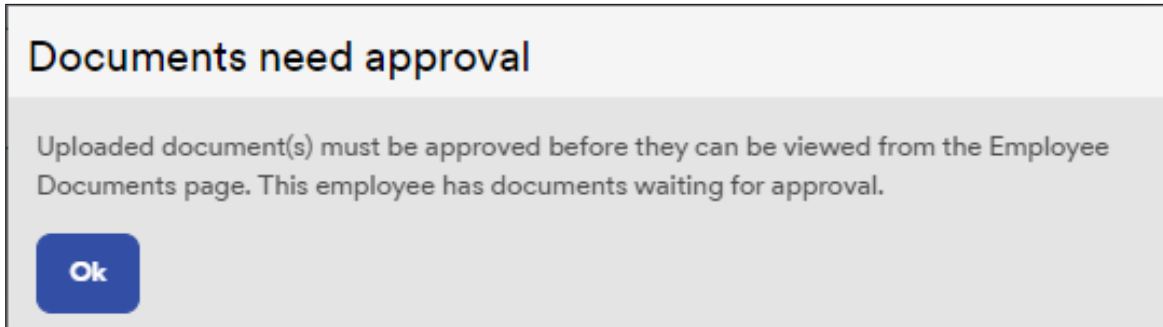 Documents need approval
Uploaded document(s) must be approved before they can be viewed from the Employee
Documents page. This employee has documents waiting for approval.
Ok